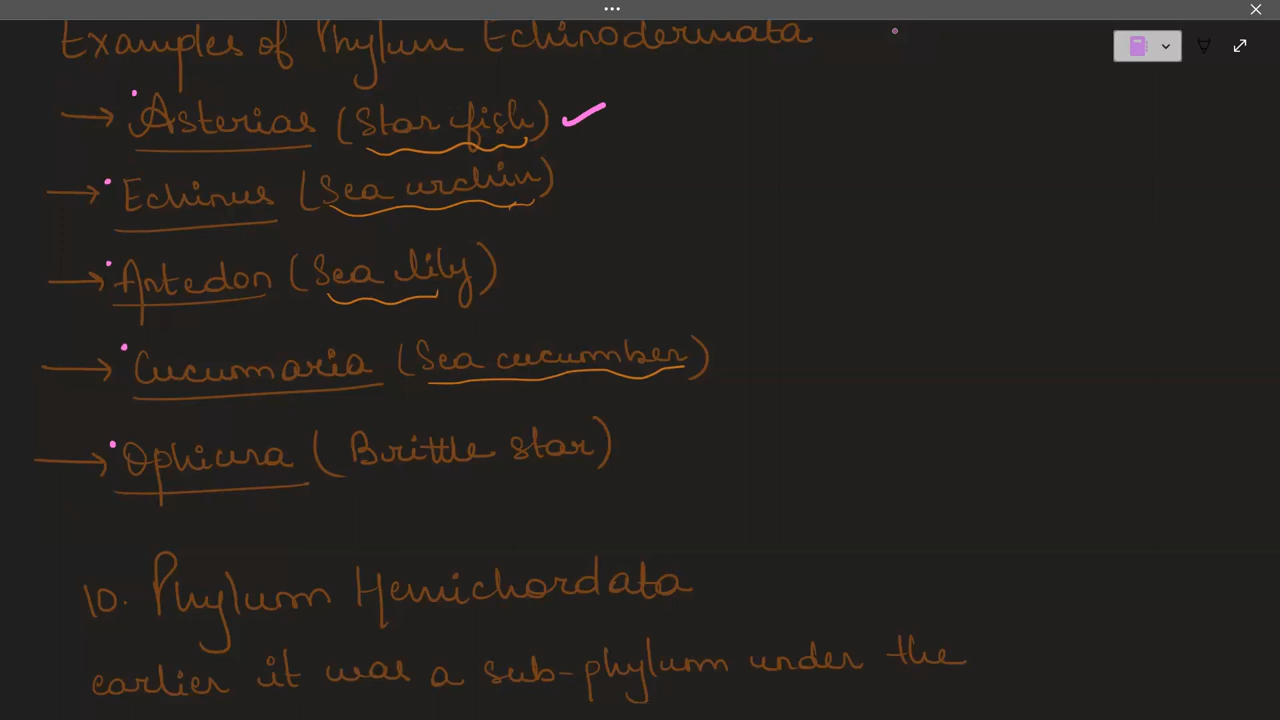 Examples of Phylum Echinodermata
→ Asterias (Star fish) ✓
→ Echinus (Sea urchin)
→ Antedon (Sea lily)
→ Cucumaria (Sea cucumber)
→ Ophiura (Brittle star)
10. Phylum Hemichordata
earlier it was a sub-phylum under the